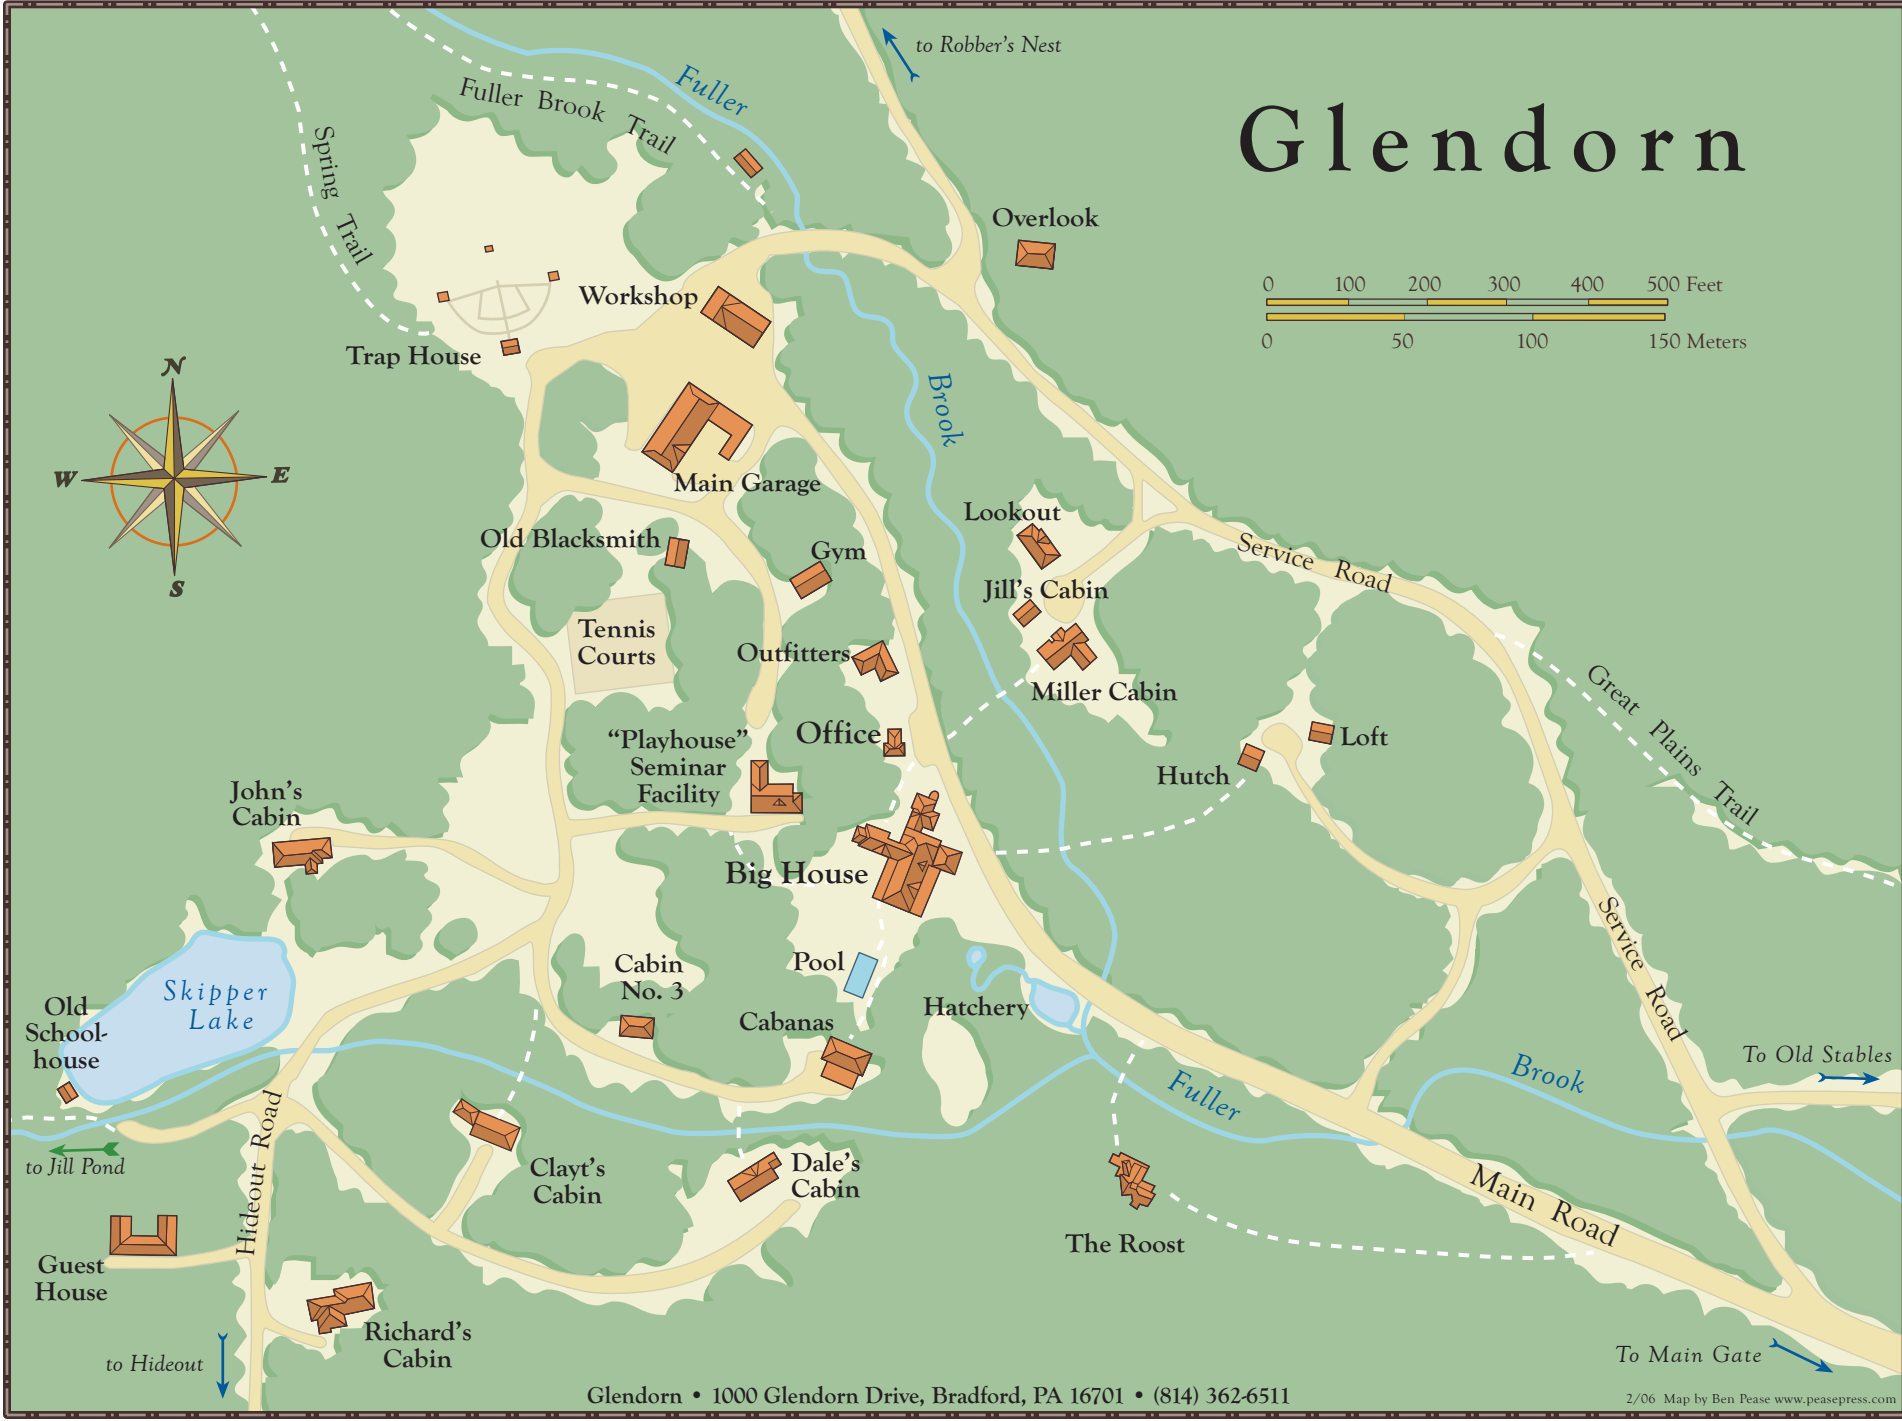 to Robber's Nest
Fuller
Fuller Brook Trail
Glendorn
Spring Trail
Overlook
0 100 200 300 400 500 Feet
0 50 100 150 Meters
Workshop
Trap House
N
W
E
S
Brook
Main Garage
Lookout
Old Blacksmith
Gym
Service Road
Jill's Cabin
Tennis
Courts
Outfitters
Miller Cabin
Great Plains Trail
“Playhouse”
Seminar
Facility
Office
Loft
Hutch
John's
Cabin
Big House
Service Road
Pool
Cabin
No. 3
Skipper
Lake
Old
School-
house
Hatchery
Cabanas
To Old Stables
Brook
Fuller
Hideout Road
to Jill Pond
Clayt's
Cabin
Dale's
Cabin
Main Road
The Roost
Guest
House
Richard's
Cabin
to Hideout
To Main Gate
Glendorn • 1000 Glendorn Drive, Bradford, PA 16701 • (814) 362-6511
2/06 Map by Ben Pease www.peasepress.com